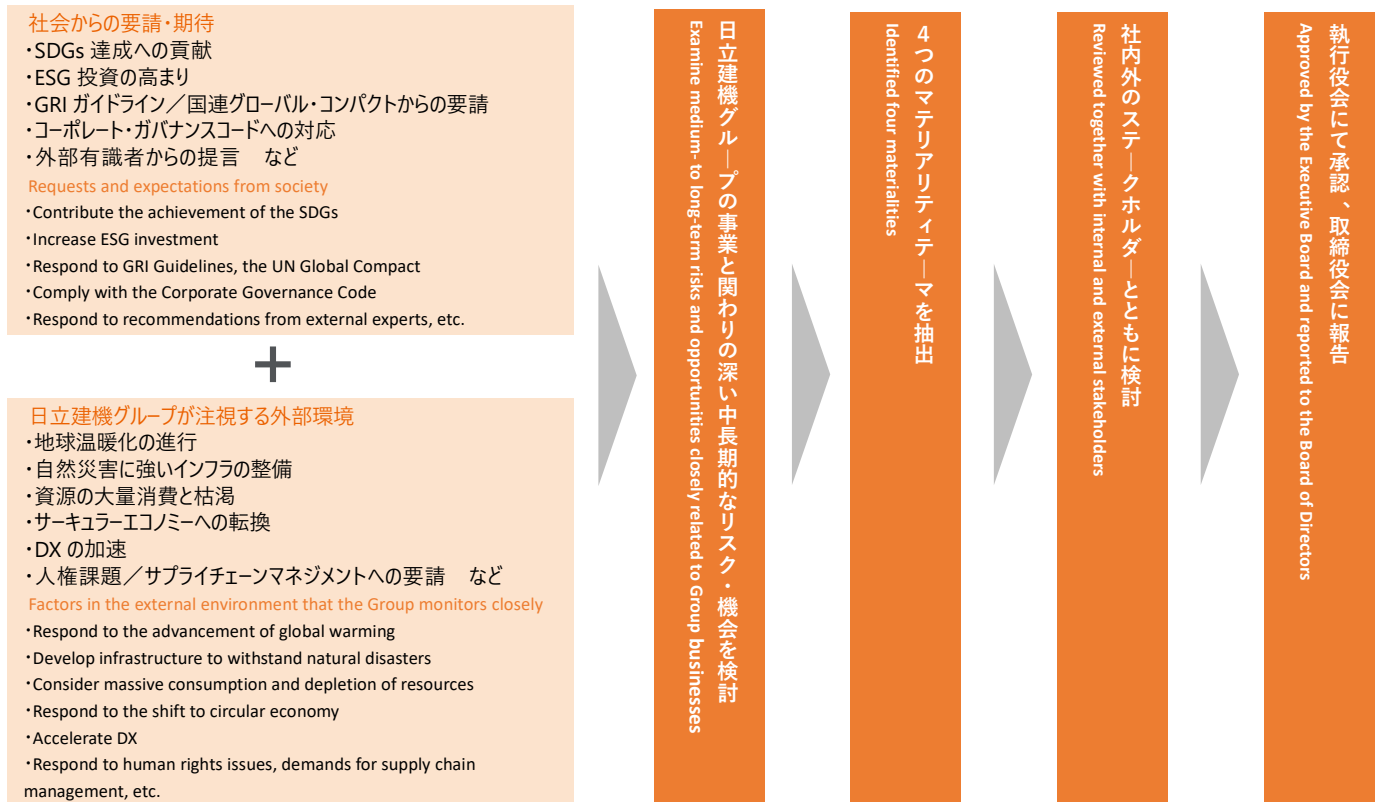 社会からの要請・期待
・SDGs 達成への貢献
・ESG 投資の高まり
・GRI ガイドライン／国連グローバル・コンパクトからの要請
・コーポレート・ガバナンスコードへの対応
・外部有識者からの提言　など
Requests and expectations from society
・Contribute the achievement of the SDGs
・Increase ESG investment
・Respond to GRI Guidelines, the UN Global Compact
・Comply with the Corporate Governance Code
・Respond to recommendations from external experts, etc.
+
日立建機グループが注視する外部環境
・地球温暖化の進行
・自然災害に強いインフラの整備
・資源の大量消費と枯渇
・サーキュラーエコノミーへの転換
・DX の加速
・人権課題／サプライチェーンマネジメントへの要請　など
Factors in the external environment that the Group monitors closely
・Respond to the advancement of global warming
・Develop infrastructure to withstand natural disasters
・Consider massive consumption and depletion of resources
・Respond to the shift to circular economy
・Accelerate DX
・Respond to human rights issues, demands for supply chain
management, etc.
日立建機グループの事業と関わりの深い中長期的なリスク・機会を検討
Examine medium- to long-term risks and opportunities closely related to Group businesses
４つのマテリアリティテーマを抽出
Identified four materialities
社内外のステークホルダーとともに検討
Reviewed together with internal and external stakeholders
執行役会にて承認、取締役会に報告
Approved by the Executive Board and reported to the Board of Directors